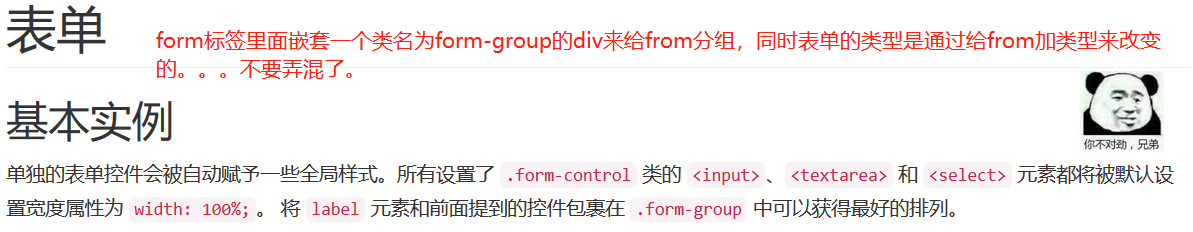 表单
form标签里面嵌套一个类名为form-group的div来给from分组，同时表单的类型是通过给from加类型来改变
的。。。不要弄混了。
基本实例
你不对劲，兄弟
单独的表单控件会被自动赋予一些全局样式。所有设置了 .form-control 类的 <input>、<textarea> 和 <select> 元素都将被默认设
置宽度属性为 width: 100%;。 将 label 元素和前面提到的控件包裹在 .form-group 中可以获得最好的排列。